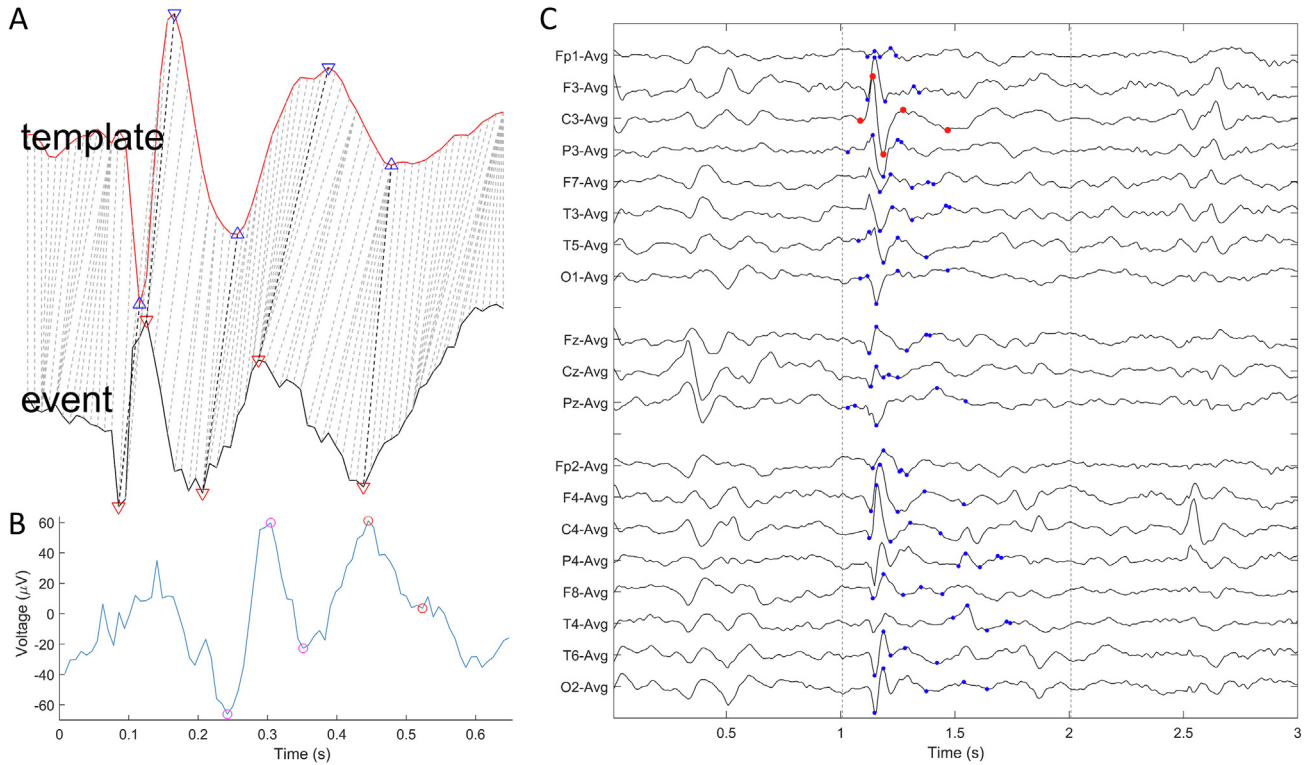 A
template
event
B
60
40
20
0
-20
-40
-60
Voltage (μV)
0
0.1
0.2
0.3
0.4
0.5
0.6
Time (s)
C
Fp1-Avg
F3-Avg
C3-Avg
P3-Avg
F7-Avg
T3-Avg
T5-Avg
O1-Avg
Fz-Avg
Cz-Avg
Pz-Avg
Fp2-Avg
F4-Avg
C4-Avg
P4-Avg
F8-Avg
T4-Avg
T6-Avg
O2-Avg
0.5
1
1.5
2
2.5
3
Time (s)